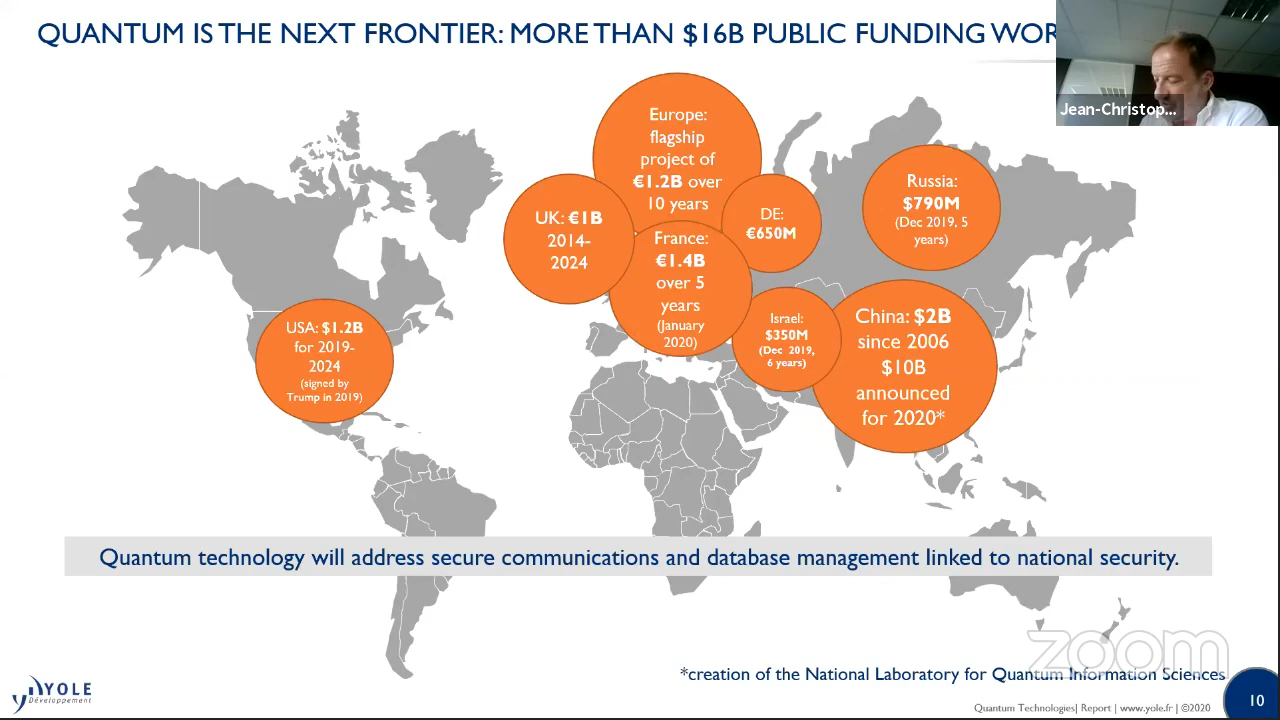 QUANTUM IS THE NEXT FRONTIER: MORE THAN $16B PUBLIC FUNDING
Jean-Christop...
Europe:
flagship
project of
€1.2B over
10 years
UK: €1B
2014-
2024
DE:
€650M
France:
€1.4B
over 5
years
(January
2020)
Russia:
$790M
(Dec 2019, 5
years)
USA: $1.2B
for 2019-
2024
(signed by
Trump in 2019)
Israel:
$350M
(Dec 2019,
6 years)
China: $2B
since 2006
$10B
announced
for 2020*
Quantum technology will address secure communications and database management linked to national security.
zoom
*creation of the National Laboratory for Quantum Information Sciences
YOLE
Développement
Quantum Technologies| Report | www.yole.fr | ©2020
10